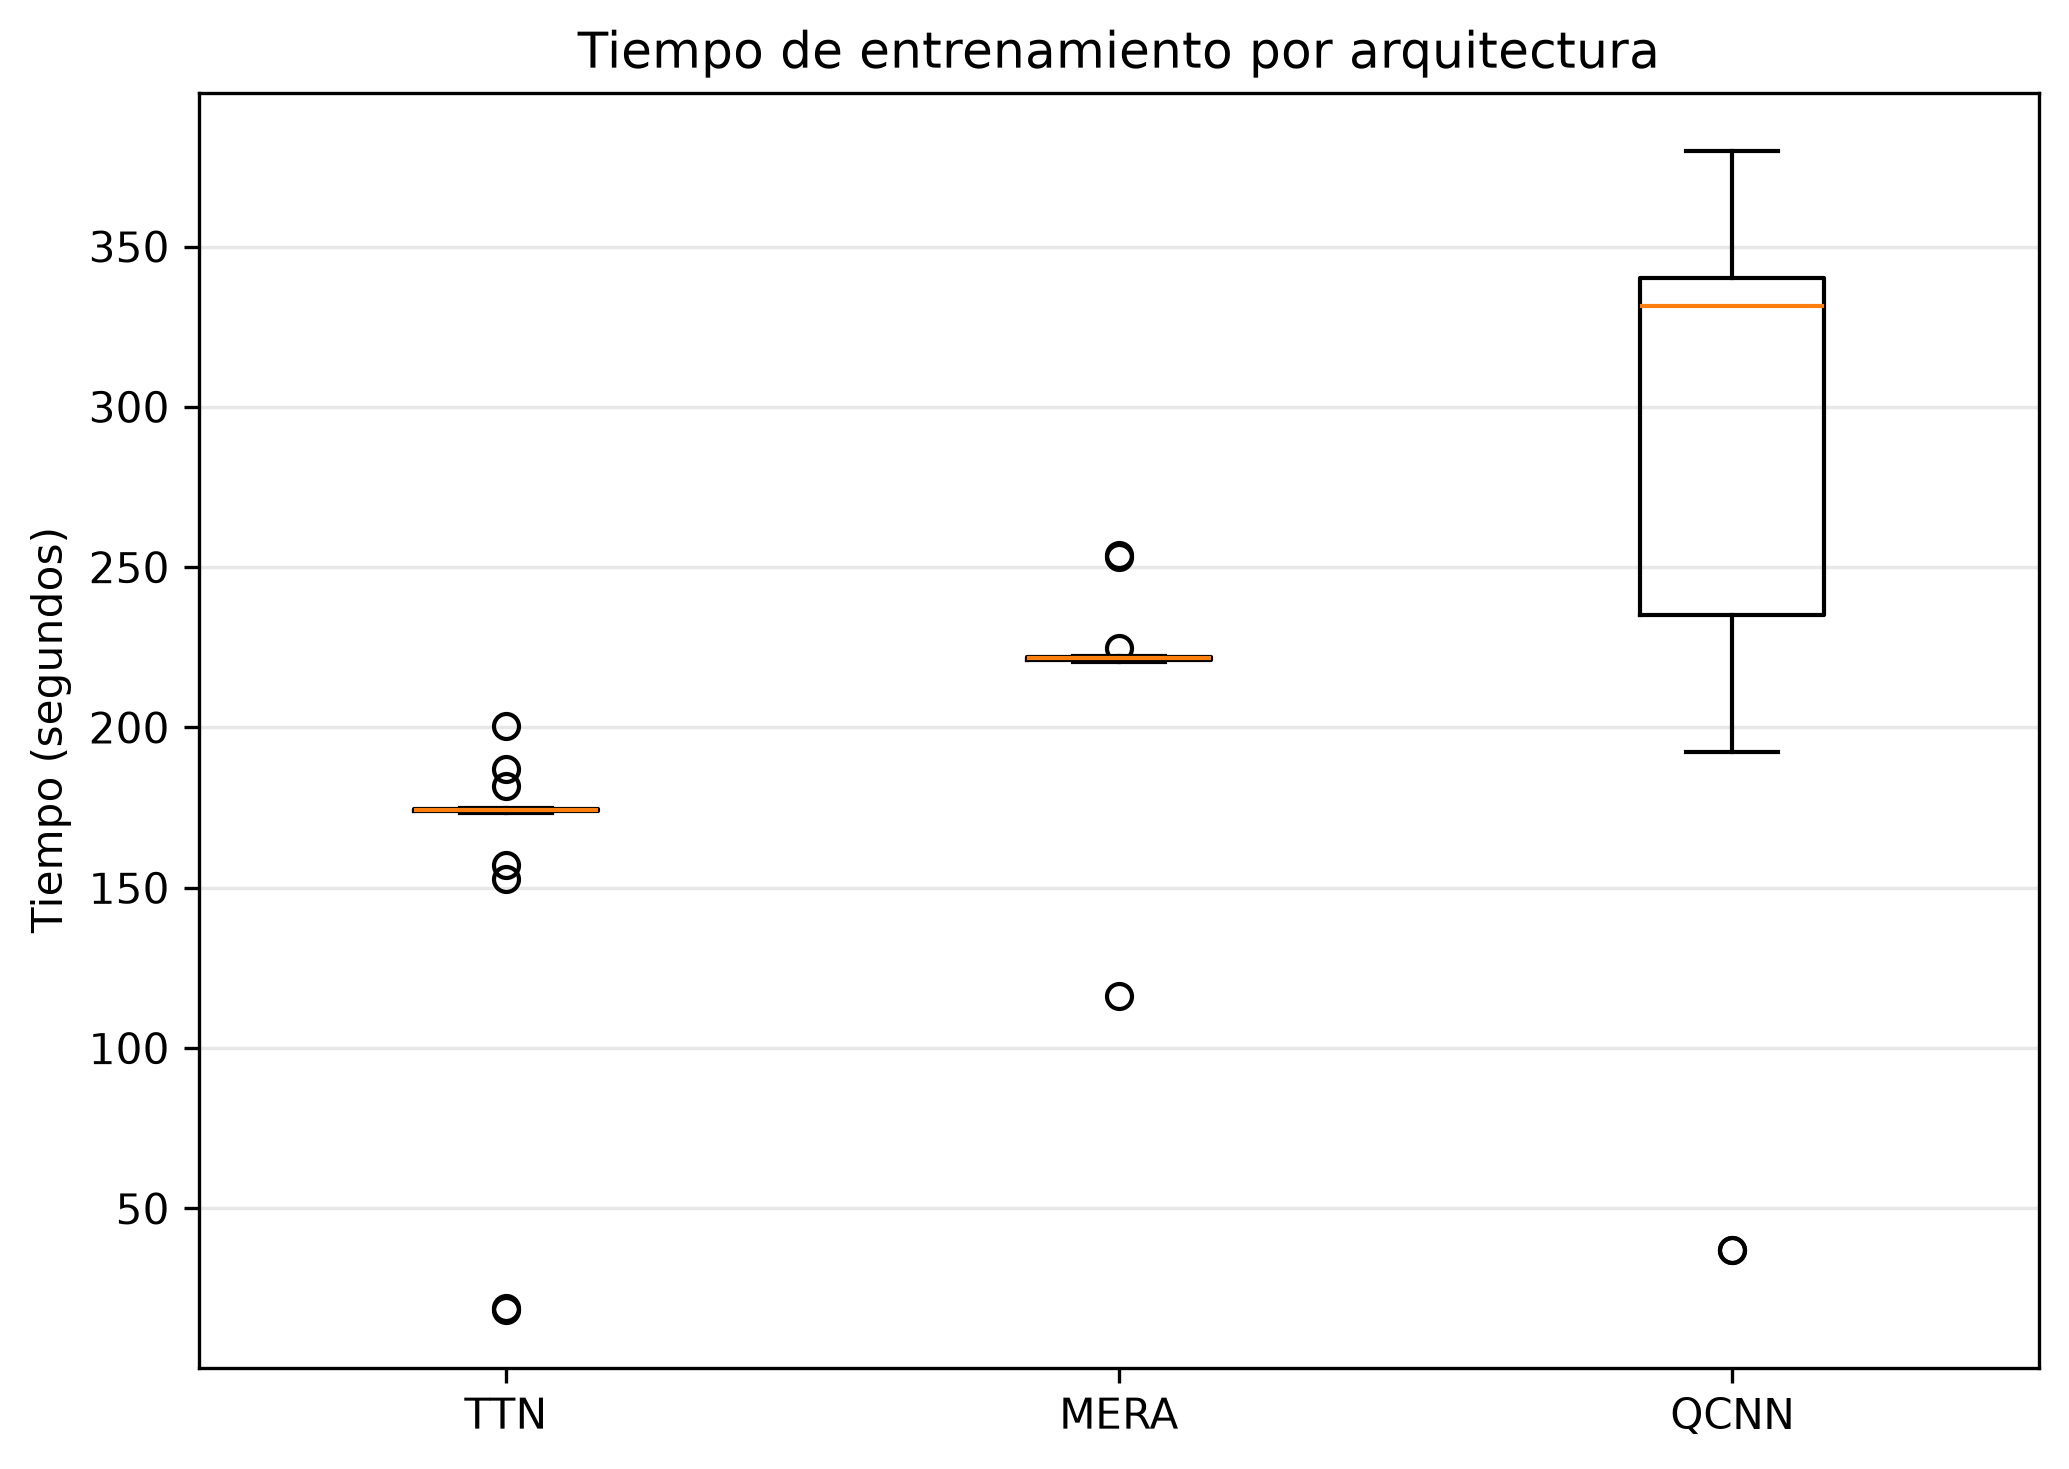 Tiempo de entrenamiento por arquitectura
Tiempo (segundos)
350
300
250
200
150
100
50
TTN
MERA
QCNN